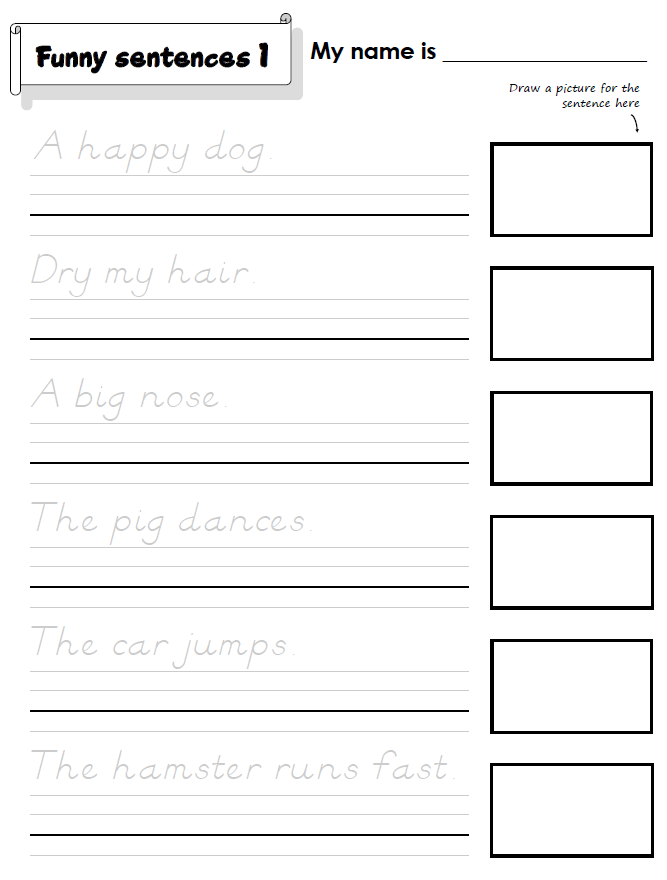 Funny sentences 1
My name is
Draw a picture for the
sentence here
A happy dog.
Dry my hair.
A big nose.
The pig dances.
The car jumps.
The hamster runs fast.